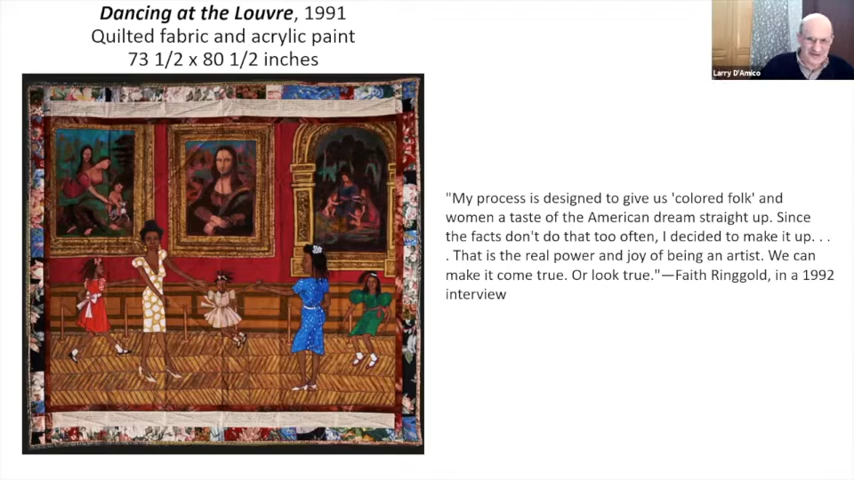 Dancing at the Louvre, 1991
Quilted fabric and acrylic paint
73 1/2 x 80 1/2 inches
Larry D'Amico
"My process is designed to give us 'colored folk' and
women a taste of the American dream straight up. Since
the facts don't do that too often, I decided to make it up. . .
. That is the real power and joy of being an artist. We can
make it come true. Or look true."—Faith Ringgold, in a 1992
interview